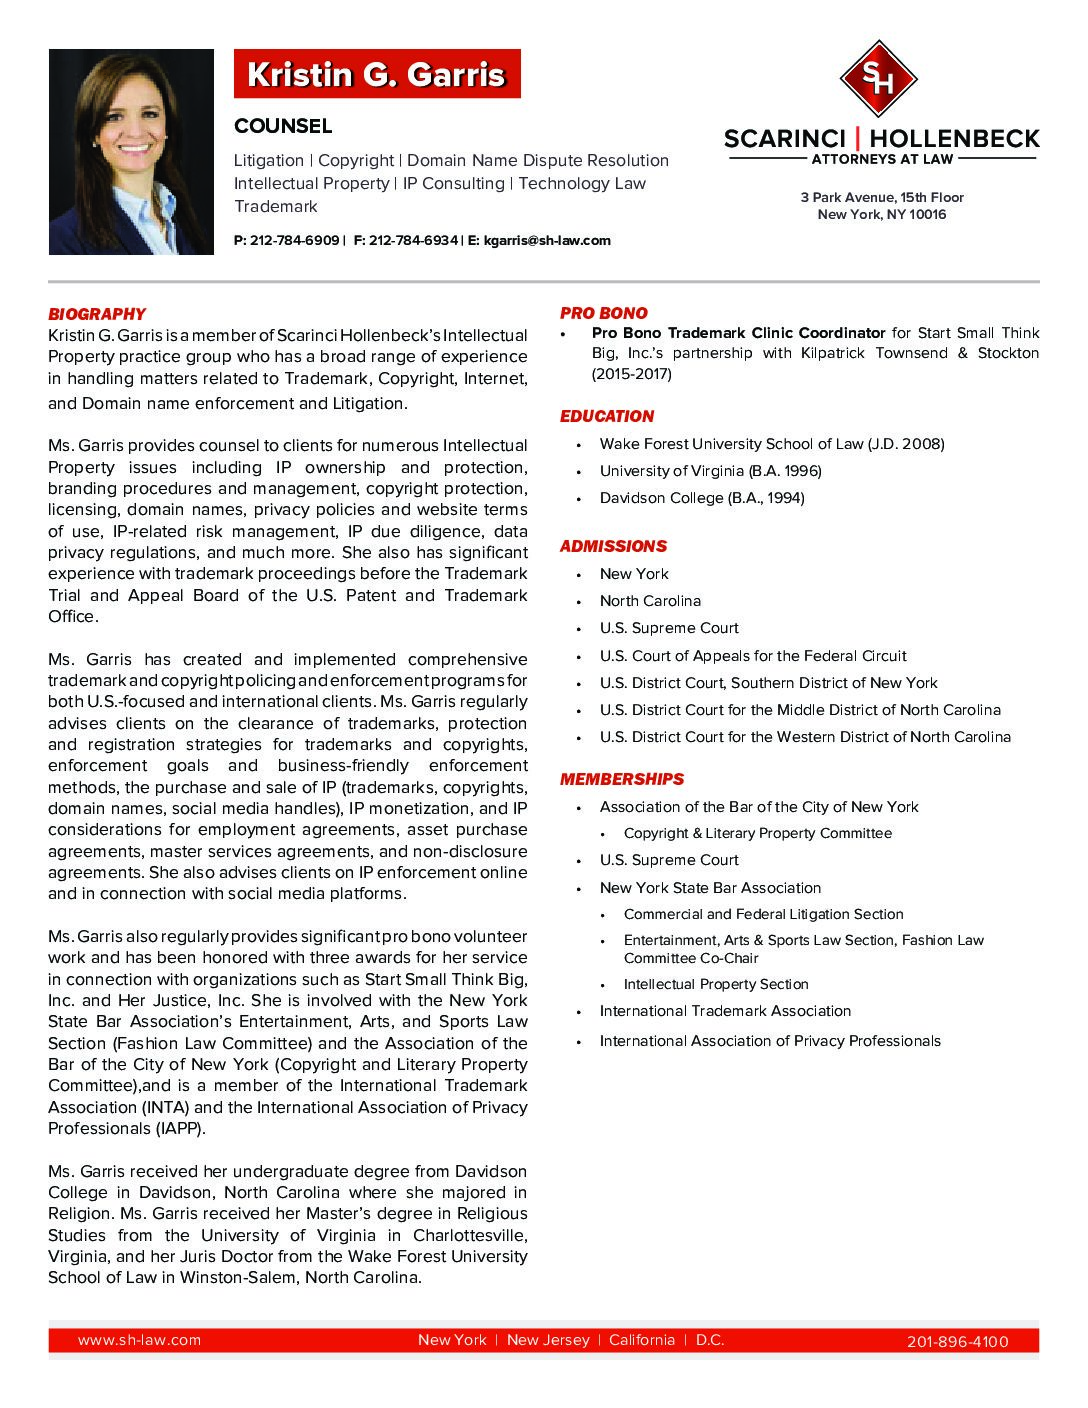 Kristin G. Garris
COUNSEL
Litigation | Copyright | Domain Name Dispute Resolution
Intellectual Property | IP Consulting | Technology Law
Trademark
P: 212-784-6909 | F: 212-784-6934 | E: kgarris@sh-law.com
SH
SCARINCI | HOLLENBECK
ATTORNEYS AT LAW
3 Park Avenue, 15th Floor
New York, NY 10016
BIOGRAPHY
Kristin G. Garris is a member of Scarinci Hollenbeck's Intellectual
Property practice group who has a broad range of experience
in handling matters related to Trademark, Copyright, Internet,
and Domain name enforcement and Litigation.
Ms. Garris provides counsel to clients for numerous Intellectual
Property issues including IP ownership and protection,
branding procedures and management, copyright protection,
licensing, domain names, privacy policies and website terms
of use, IP-related risk management, IP due diligence, data
privacy regulations, and much more. She also has significant
experience with trademark proceedings before the Trademark
Trial and Appeal Board of the U.S. Patent and Trademark
Office.
Ms. Garris has created and implemented comprehensive
trademark and copyright policing and enforcement programs for
both U.S.-focused and international clients. Ms. Garris regularly
advises clients on the clearance of trademarks, protection
and registration strategies for trademarks and copyrights,
enforcement goals and business-friendly enforcement
methods, the purchase and sale of IP (trademarks, copyrights,
domain names, social media handles), IP monetization, and IP
considerations for employment agreements, asset purchase
agreements, master services agreements, and non-disclosure
agreements. She also advises clients on IP enforcement online
and in connection with social media platforms.
Ms. Garris also regularly provides significant pro bono volunteer
work and has been honored with three awards for her service
in connection with organizations such as Start Small Think Big,
Inc. and Her Justice, Inc. She is involved with the New York
State Bar Association's Entertainment, Arts, and Sports Law
Section (Fashion Law Committee) and the Association of the
Bar of the City of New York (Copyright and Literary Property
Committee),and is a member of the International Trademark
Association (INTA) and the International Association of Privacy
Professionals (IAPP).
Ms. Garris received her undergraduate degree from Davidson
College in Davidson, North Carolina where she majored in
Religion. Ms. Garris received her Master's degree in Religious
Studies from the University of Virginia in Charlottesville,
Virginia, and her Juris Doctor from the Wake Forest University
School of Law in Winston-Salem, North Carolina.
PRO BONO
• Pro Bono Trademark Clinic Coordinator for Start Small Think
Big, Inc.'s partnership with Kilpatrick Townsend & Stockton
(2015-2017)
EDUCATION
• Wake Forest University School of Law (J.D. 2008)
• University of Virginia (B.A. 1996)
• Davidson College (B.A., 1994)
ADMISSIONS
• New York
• North Carolina
• U.S. Supreme Court
• U.S. Court of Appeals for the Federal Circuit
• U.S. District Court, Southern District of New York
• U.S. District Court for the Middle District of North Carolina
• U.S. District Court for the Western District of North Carolina
MEMBERSHIPS
• Association of the Bar of the City of New York
• Copyright & Literary Property Committee
• U.S. Supreme Court
• New York State Bar Association
• Commercial and Federal Litigation Section
• Entertainment, Arts & Sports Law Section, Fashion Law
Committee Co-Chair
• Intellectual Property Section
• International Trademark Association
• International Association of Privacy Professionals
www.sh-law.com
New York | New Jersey | California | D.C.
201-896-4100